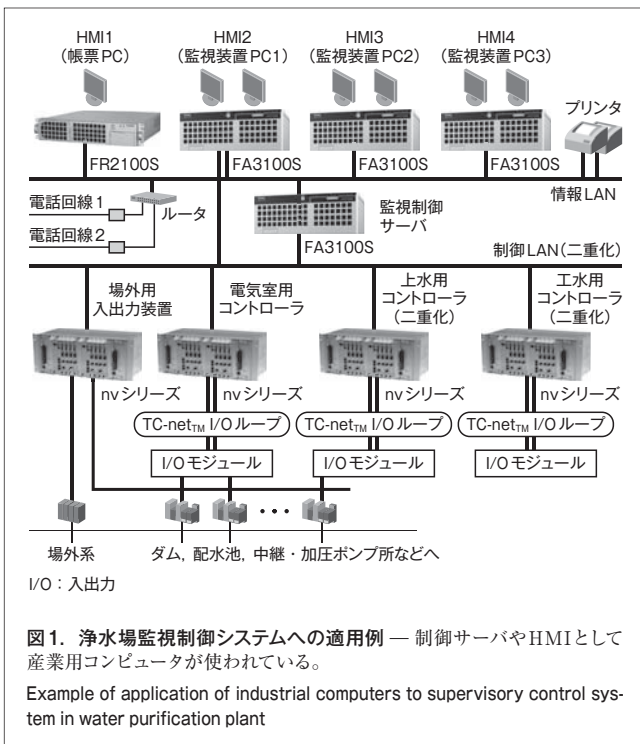 HMI1 HMI2 HMI3 HMI4
(帳票PC) (監視装置PC1) (監視装置PC2) (監視装置PC3)
プリンタ
FR2100S FA3100S FA3100S FA3100S
情報LAN
電話回線1
ルータ
電話回線2
監視制御
サーバ
FA3100S
制御LAN(二重化)
場外用
入出力装置
電気室用
コントローラ
上水用
コントローラ
(二重化)
工水用
コントローラ
(二重化)
nvシリーズ nvシリーズ nvシリーズ nvシリーズ
TC-netTM I/Oループ TC-netTM I/Oループ TC-netTM I/Oループ
I/Oモジュール I/Oモジュール I/Oモジュール
・・・
場外系 ダム, 配水池, 中継・加圧ポンプ所などへ
I/O:入出力
図1. 浄水場監視制御システムへの適用例 — 制御サーバやHMIとして
産業用コンピュータが使われている。
Example of application of industrial computers to supervisory control sys-
tem in water purification plant